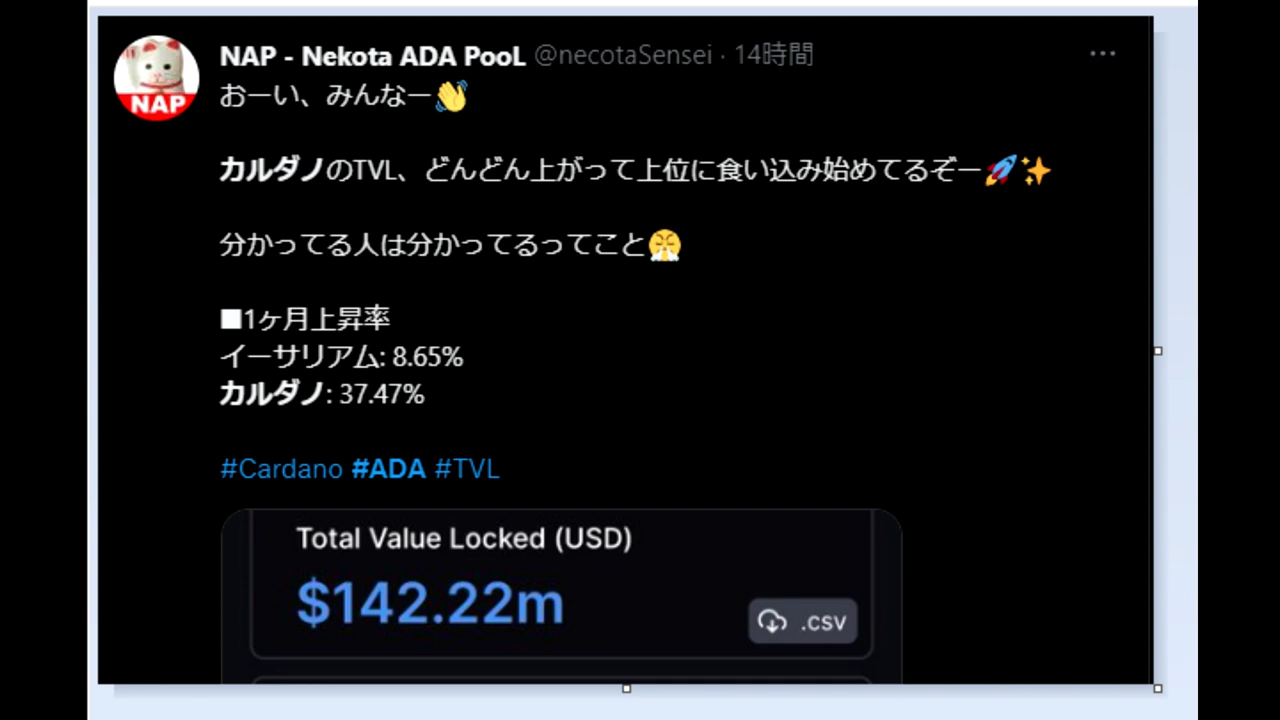 NAP - Nekota ADA PooL @necotaSensei · 14時間
おーい、みんなー👋
カルダノのTVL、どんどん上がって上位に食い込み始めてるぞー🚀✨
分かってる人は分かってるってこと😤
■1ヶ月上昇率
イーサリアム: 8.65%
カルダノ: 37.47%
#Cardano #ADA #TVL
Total Value Locked (USD)
$142.22m
.csv
NAP